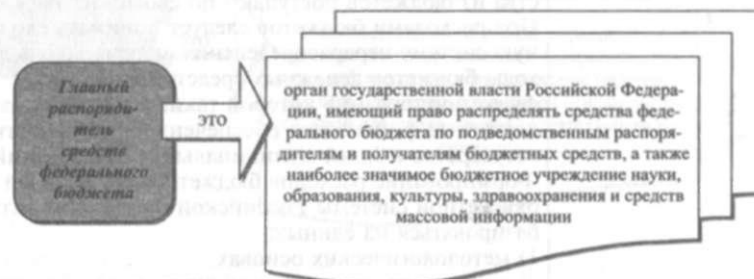 Главный
распоряди-
тель
средств
федерального
бюджета
это
орган государственной власти Российской Федера-
ции, имеющий право распределять средства феде-
рального бюджета по подведомственным распоря-
дителям и получателям бюджетных средств, а также
наиболее значимое бюджетное учреждение науки,
образования, культуры, здравоохранения и средств
массовой информации